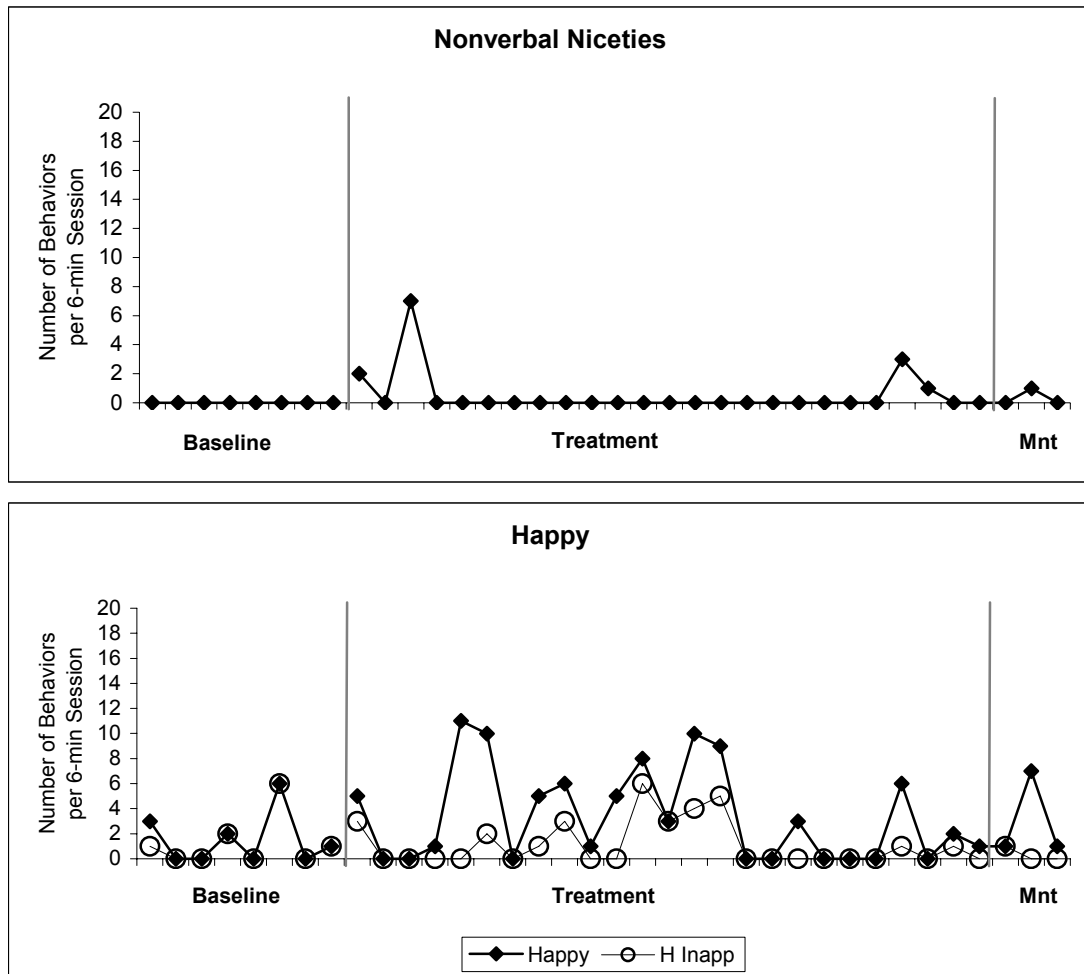 Nonverbal Niceties
Number of Behaviors
per 6-min Session
20
18
16
14
12
10
8
6
4
2
0
Baseline Treatment Mnt
Happy
Number of Behaviors
per 6-min Session
20
18
16
14
12
10
8
6
4
2
0
Baseline Treatment Mnt
Happy H Inapp